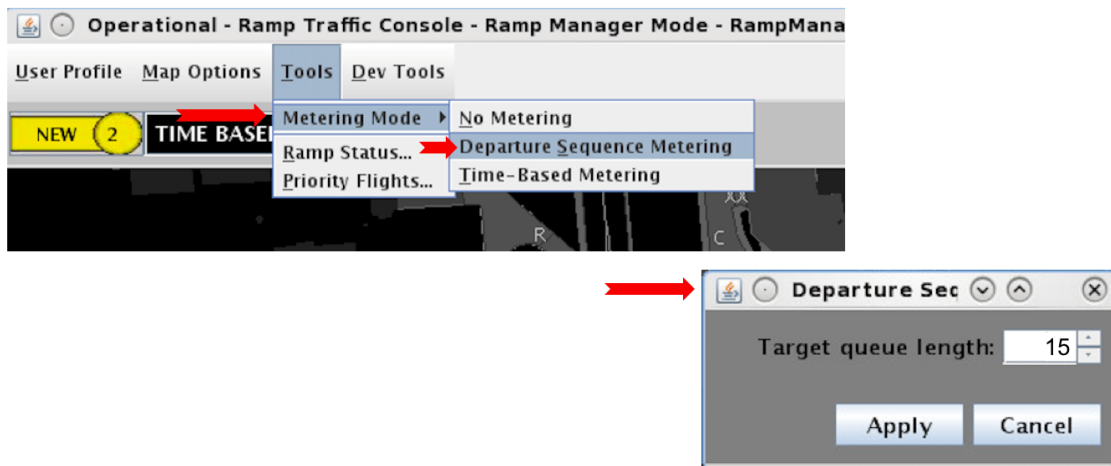 Operational - Ramp Traffic Console - Ramp Manager Mode - RampMana
User Profile Map Options Tools Dev Tools
NEW 2 TIME BASE
Metering Mode
Ramp Status...
Priority Flights...
No Metering
Departure Sequence Metering
Time-Based Metering
XX
R C
Departure Seq
Target queue length: 15
Apply Cancel